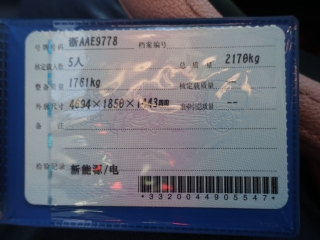 号牌号码 浙AAE9778 档案编号
核定载人数 5人 总质量 2170kg
整备质量 1761kg 核定载质量
外廓尺寸 4694×1850×1443mm 准牵引总质量 --
备注
检验记录 新能源/电
*3320044905547*